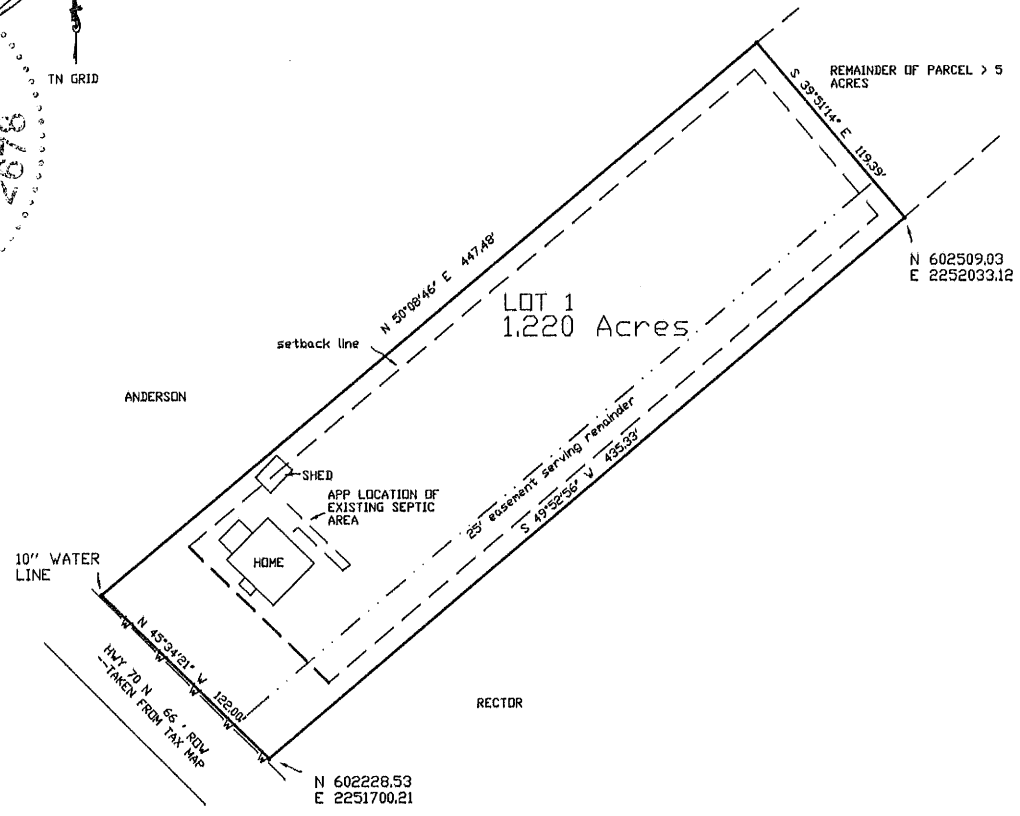 TN GRID
2678
REMAINDER OF PARCEL > 5
ACRES
S 39°51'14" E 119.39'
N 602509.03
E 2252033.12
N 50°08'46" E 447.48'
LOT 1
1.220 Acres
setback line
ANDERSON
25' easement serving remainder
S 49°52'56" W 435.33'
SHED
APP LOCATION OF
EXISTING SEPTIC
AREA
HOME
10" WATER
LINE
N 45°34'21" W 122.00'
W
W
W
W
W
HWY 70 N 66 ' ROW
--TAKEN FROM TAX MAP
RECTOR
N 602228.53
E 2251700.21